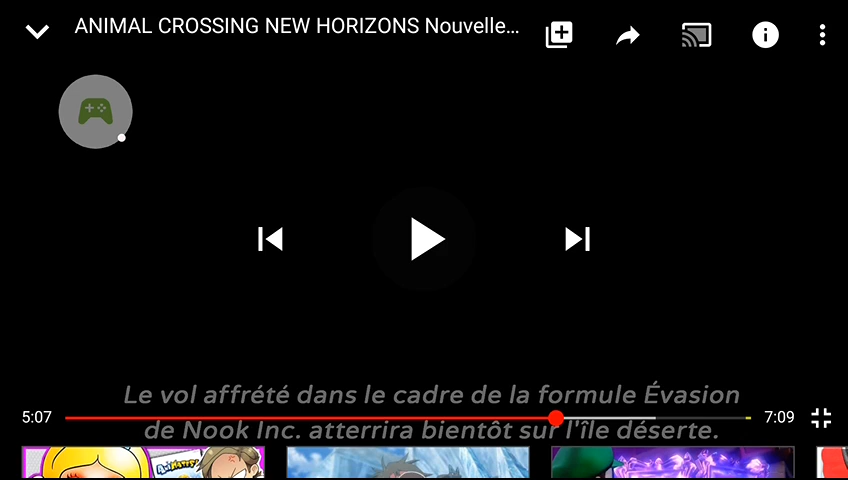 ANIMAL CROSSING NEW HORIZONS Nouvelle...
Le vol affrété dans le cadre de la formule Évasion
5:07
7:09
de Nook Inc. atterrira bientôt sur l'île déserte.